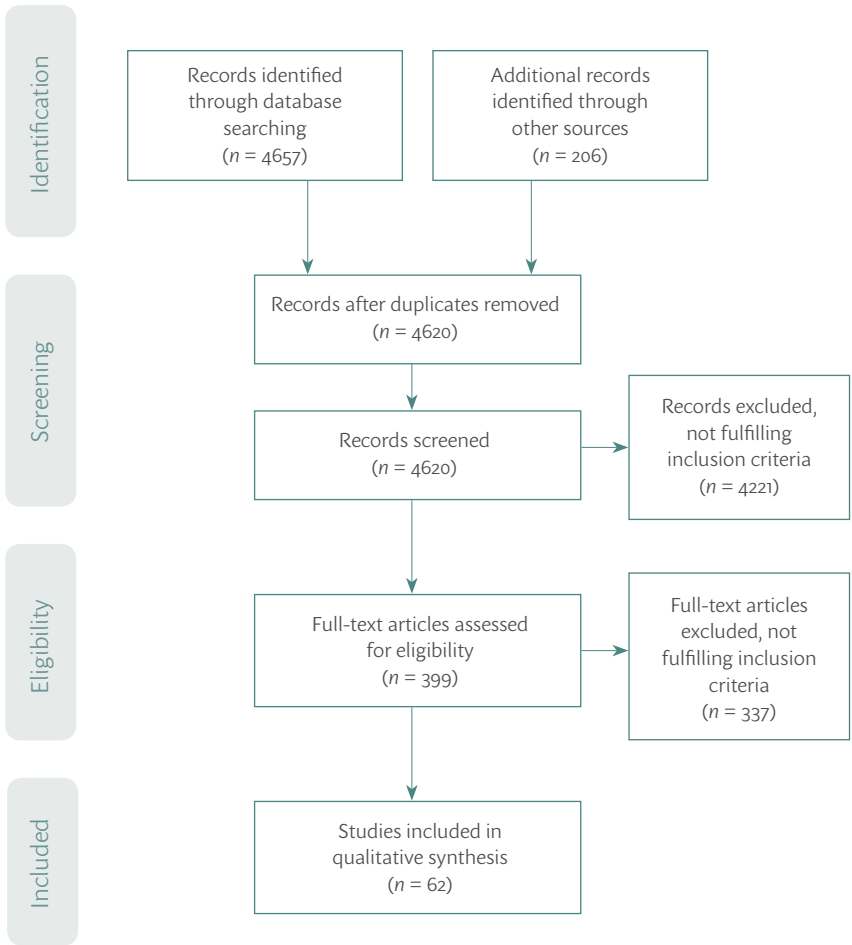 Identification
Records identified
through database
searching
(n = 4657)
Additional records
identified through
other sources
(n = 206)
Screening
Records after duplicates removed
(n = 4620)
Records screened
(n = 4620)
Records excluded,
not fulfilling
inclusion criteria
(n = 4221)
Eligibility
Full-text articles assessed
for eligibility
(n = 399)
Full-text articles
excluded, not
fulfilling inclusion
criteria
(n = 337)
Included
Studies included in
qualitative synthesis
(n = 62)